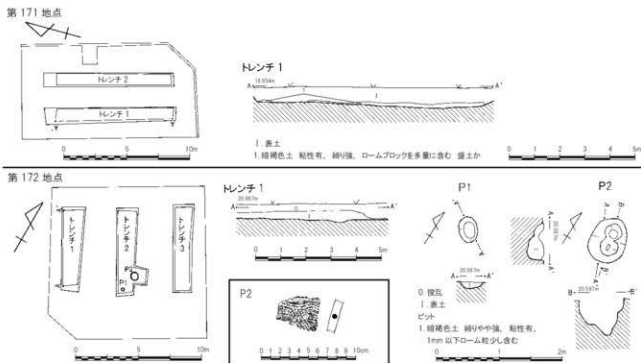 第 171 地点
トレンチ 2
トレンチ 1
0 5 10m
トレンチ 1
A A'
I
1
I. 表土
1. 暗褐色土 粘性有、締り強、ロームブロックを多量に含む 盛土か
0 1 2 3 4 5m
第 172 地点
トレンチ 1
トレンチ 2
トレンチ 3
P2
P1
0 5 10m
トレンチ 1
A A'
0
I
0 1 2 3 4 5m
P2
0 1 2 3 4 5 6 7 8 9 10cm
P1
A
A'
A A'
0. 撹乱
I. 表土
ピット
1. 暗褐色土 締りやや強、粘性有、
1mm 以下ローム粒少し含む
A
A'
P2
A B
A' B'
B B'
0 1 2m